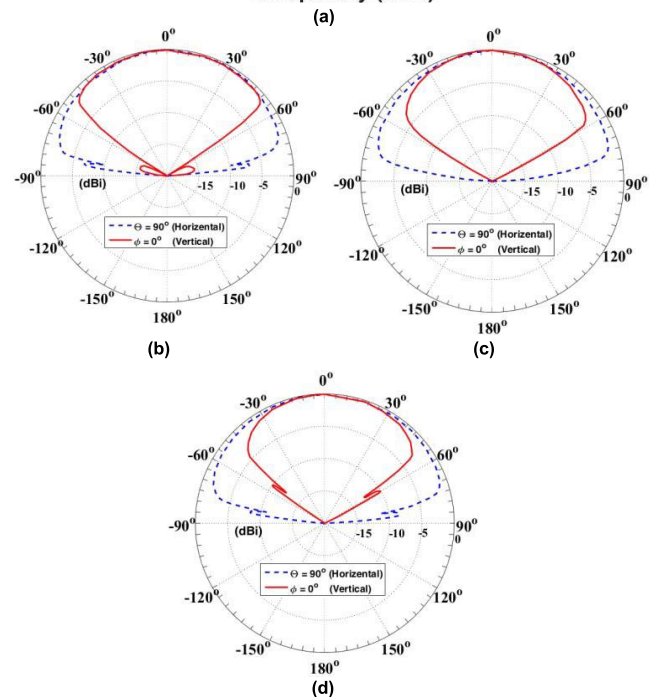 (a)
0°
-30° 30°
-60° 60°
-90° (dBi) -15 -10 -5 0 90°
Θ = 90° (Horizental)
ϕ = 0° (Vertical)
-120° 120°
-150° 150°
180°
(b)
0°
-30° 30°
-60° 60°
-90° (dBi) -15 -10 -5 0 90°
Θ = 90° (Horizental)
ϕ = 0° (Vertical)
-120° 120°
-150° 150°
180°
(c)
0°
-30° 30°
-60° 60°
-90° (dBi) -15 -10 -5 0 90°
Θ = 90° (Horizental)
ϕ = 0° (Vertical)
-120° 120°
-150° 150°
180°
(d)